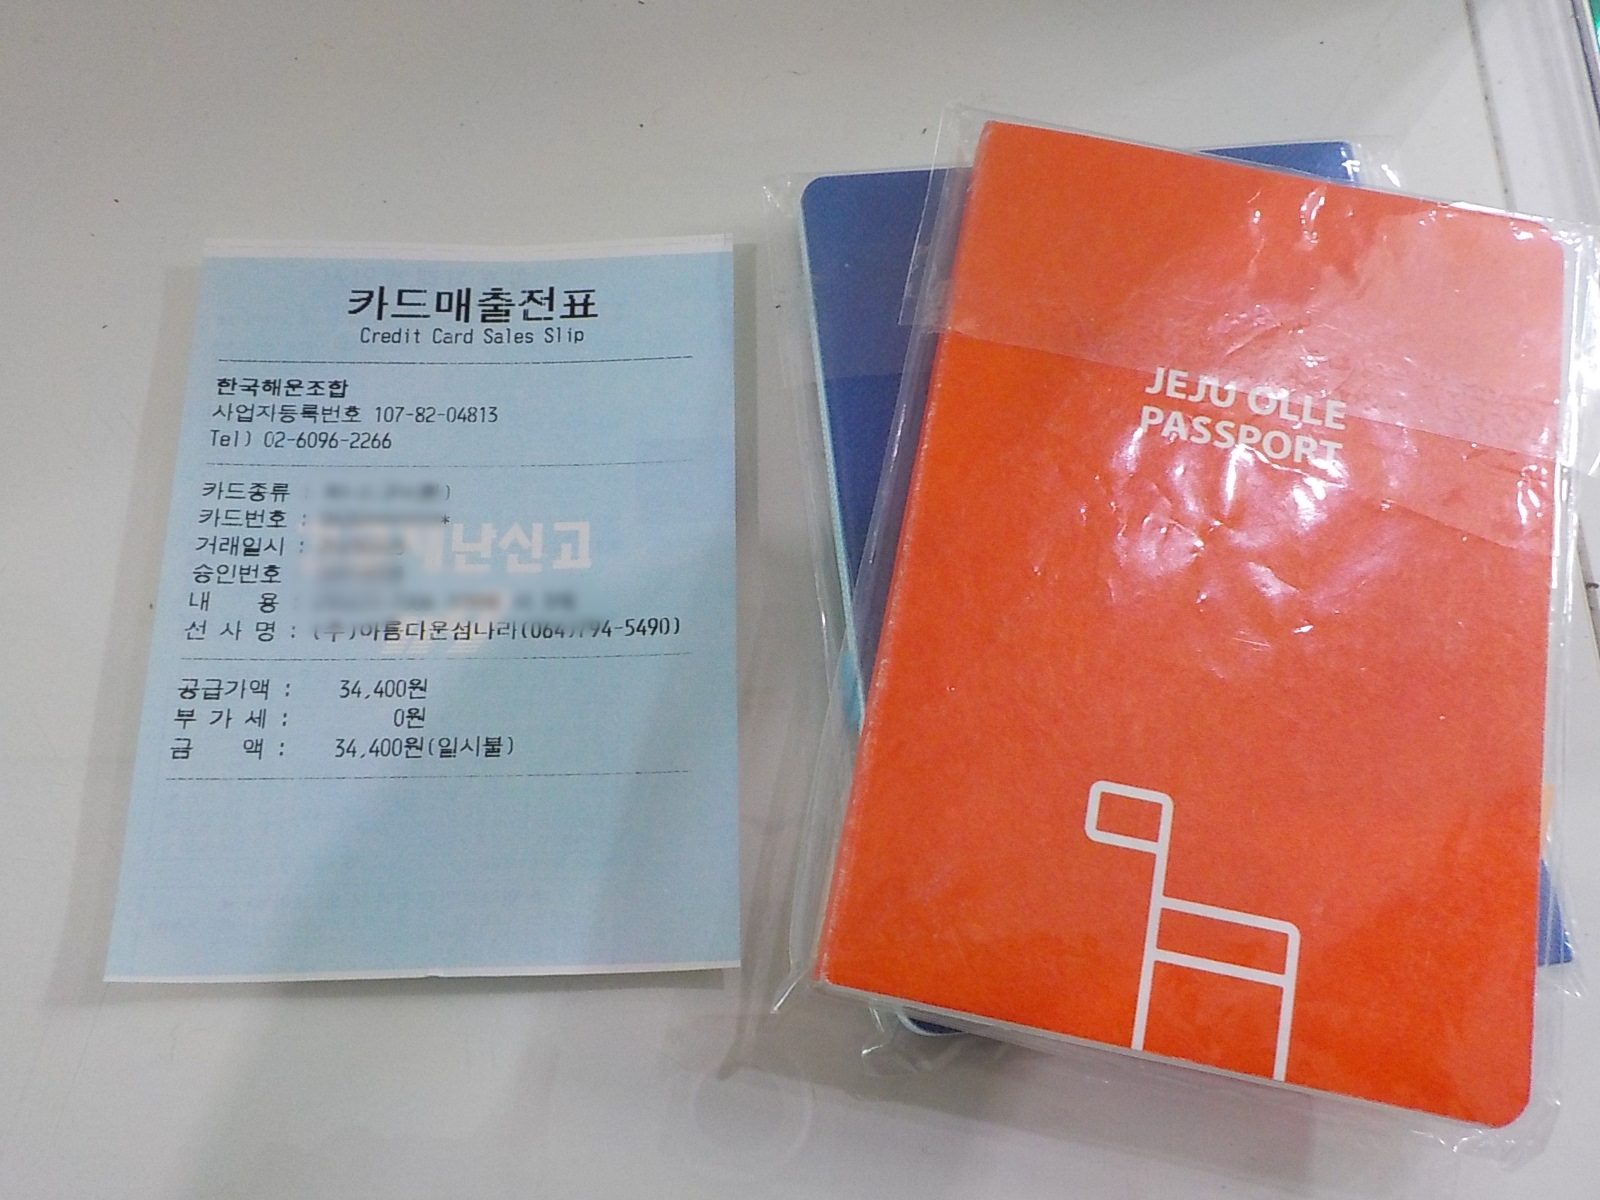 카드매출전표
Credit Card Sales Slip
한국해운조합
사업자등록번호 107-82-04813
Tel) 02-6096-2266
카드종류 : )
카드번호 : *
거래일시 :
승인번호
내 용 :
선 사 명 : (주)아름다운섬나라(064)794-5490)
난신고
공급가액 : 34,400원
부 가 세 : 0원
금 액 : 34,400원(일시불)
JEJU OLLE
PASSPORT